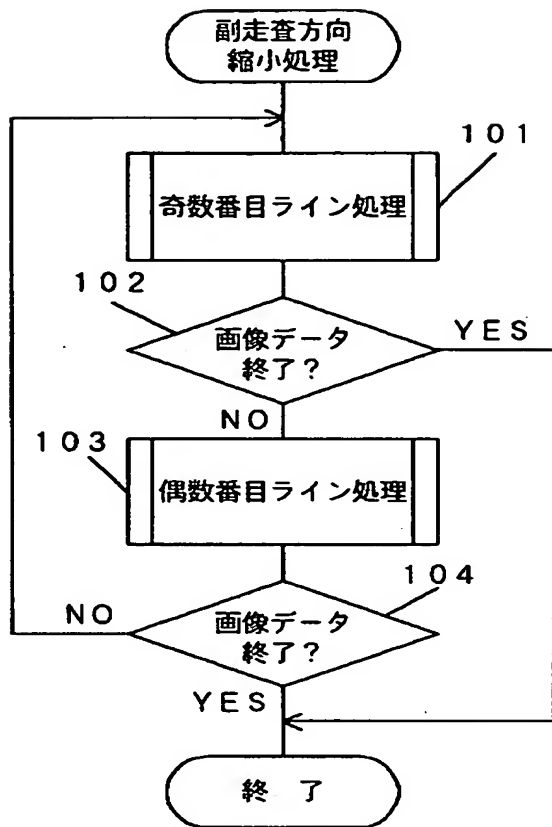 副走査方向
縮小処理
101
奇数番目ライン処理
102
画像データ
終了?
YES
NO
103
偶数番目ライン処理
104
画像データ
終了?
NO
YES
終了